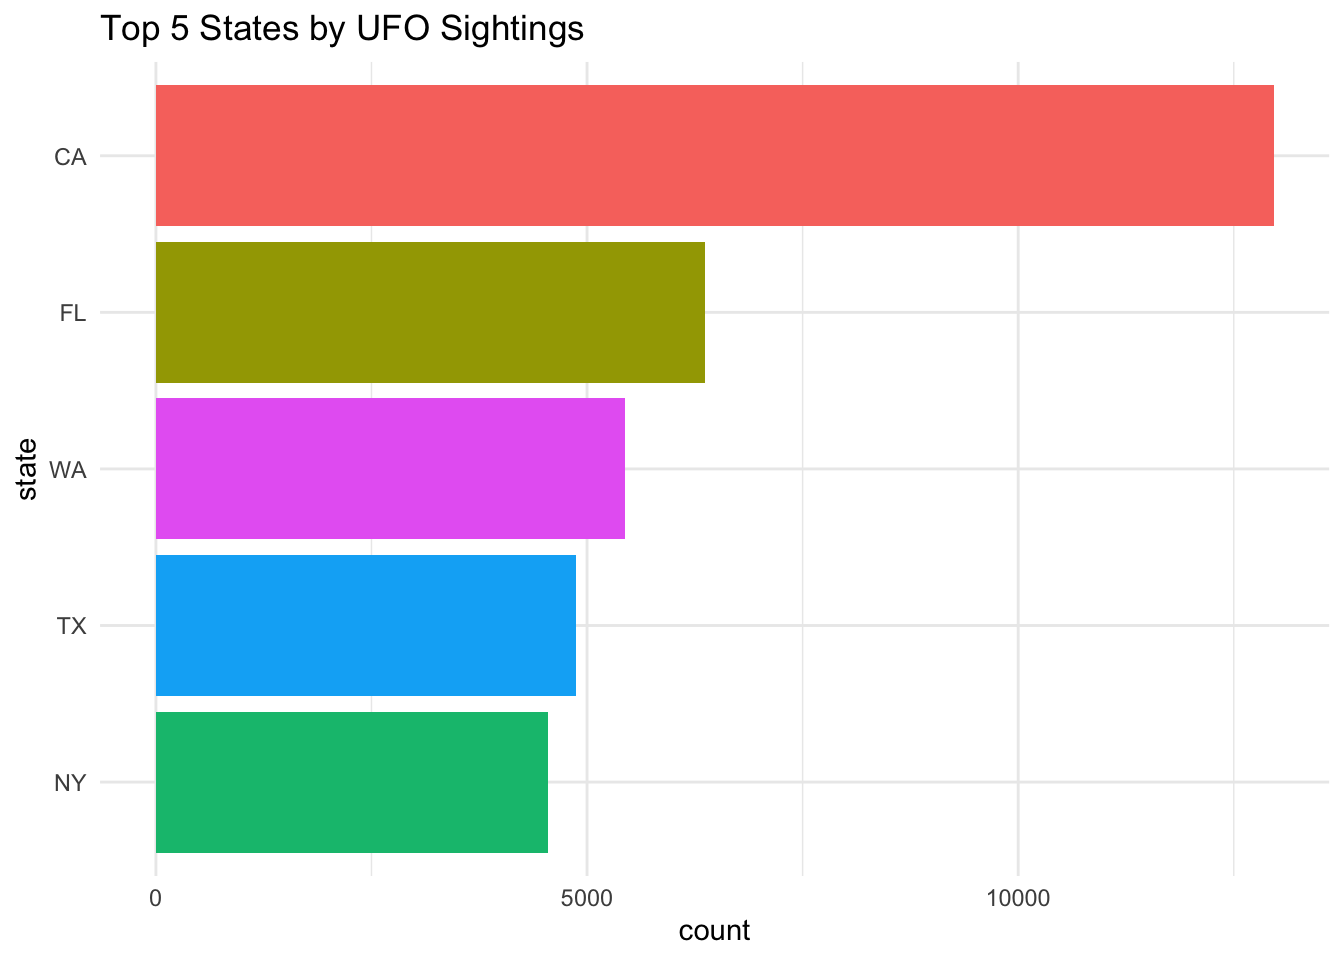 Top 5 States by UFO Sightings
CA
FL
WA
TX
NY
state
0 5000 10000
count